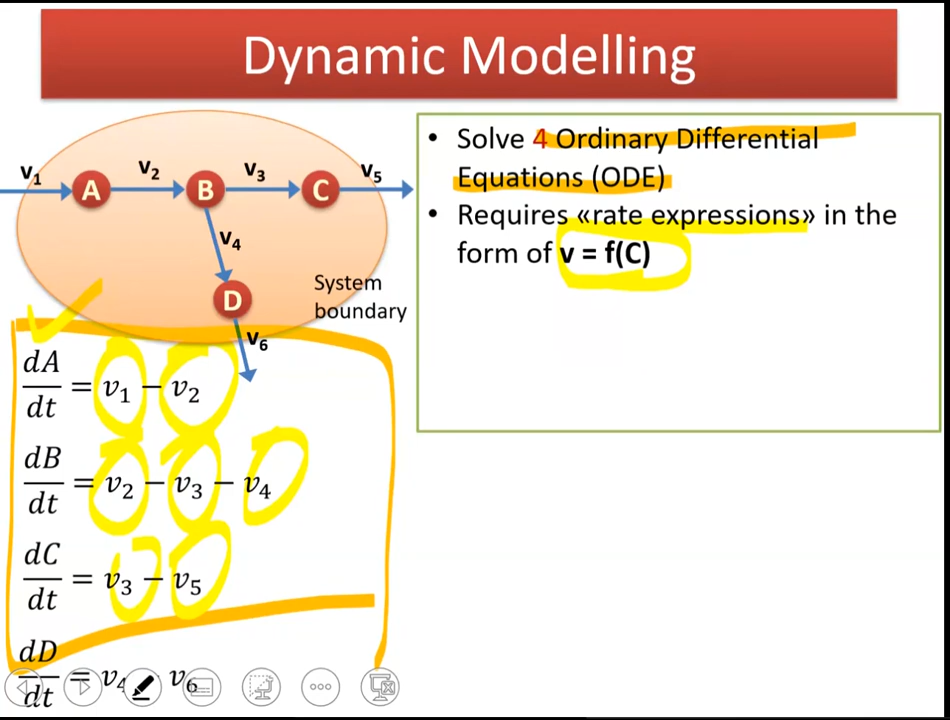 Dynamic Modelling
v₁ A v₂ B v₃ C v₅
v₄
D
v₆
System
boundary
• Solve 4 Ordinary Differential
Equations (ODE)
• Requires «rate expressions» in the
form of v = f(C)
dA/dt = v₁ − v₂
dB/dt = v₂ − v₃ − v₄
dC/dt = v₃ − v₅
dD/dt = v₄ v₆